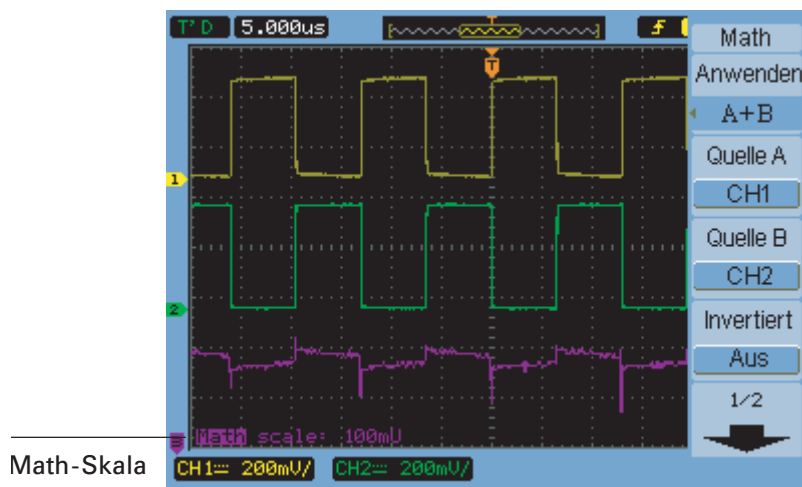 T'D 5.000us T
Math
Anwenden
A+B
Quelle A
CH1
Quelle B
CH2
Invertiert
Aus
1/2
T
1
2
Math scale: 100mU
Math-Skala
CH1 200mV/ CH2 200mV/